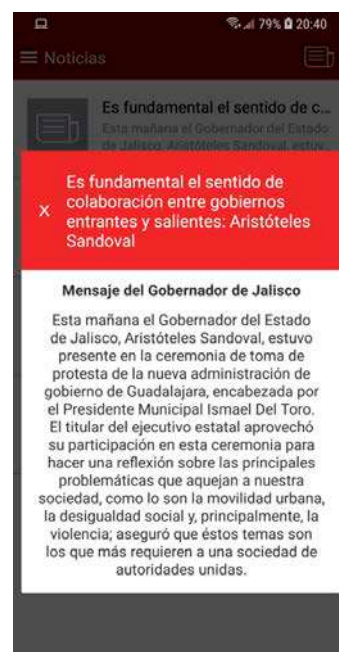 79% 20:40
Noticias
Es fundamental el sentido de c...
Esta mañana el Gobernador del Estado
de Jalisco, Aristóteles Sandoval, estuv...
X
Es fundamental el sentido de
colaboración entre gobiernos
entrantes y salientes: Aristóteles
Sandoval
Mensaje del Gobernador de Jalisco
Esta mañana el Gobernador del Estado
de Jalisco, Aristóteles Sandoval, estuvo
presente en la ceremonia de toma de
protesta de la nueva administración de
gobierno de Guadalajara, encabezada por
el Presidente Municipal Ismael Del Toro.
El titular del ejecutivo estatal aprovechó
su participación en esta ceremonia para
hacer una reflexión sobre las principales
problemáticas que aquejan a nuestra
sociedad, como lo son la movilidad urbana,
la desigualdad social y, principalmente, la
violencia; aseguró que éstos temas son
los que más requieren a una sociedad de
autoridades unidas.